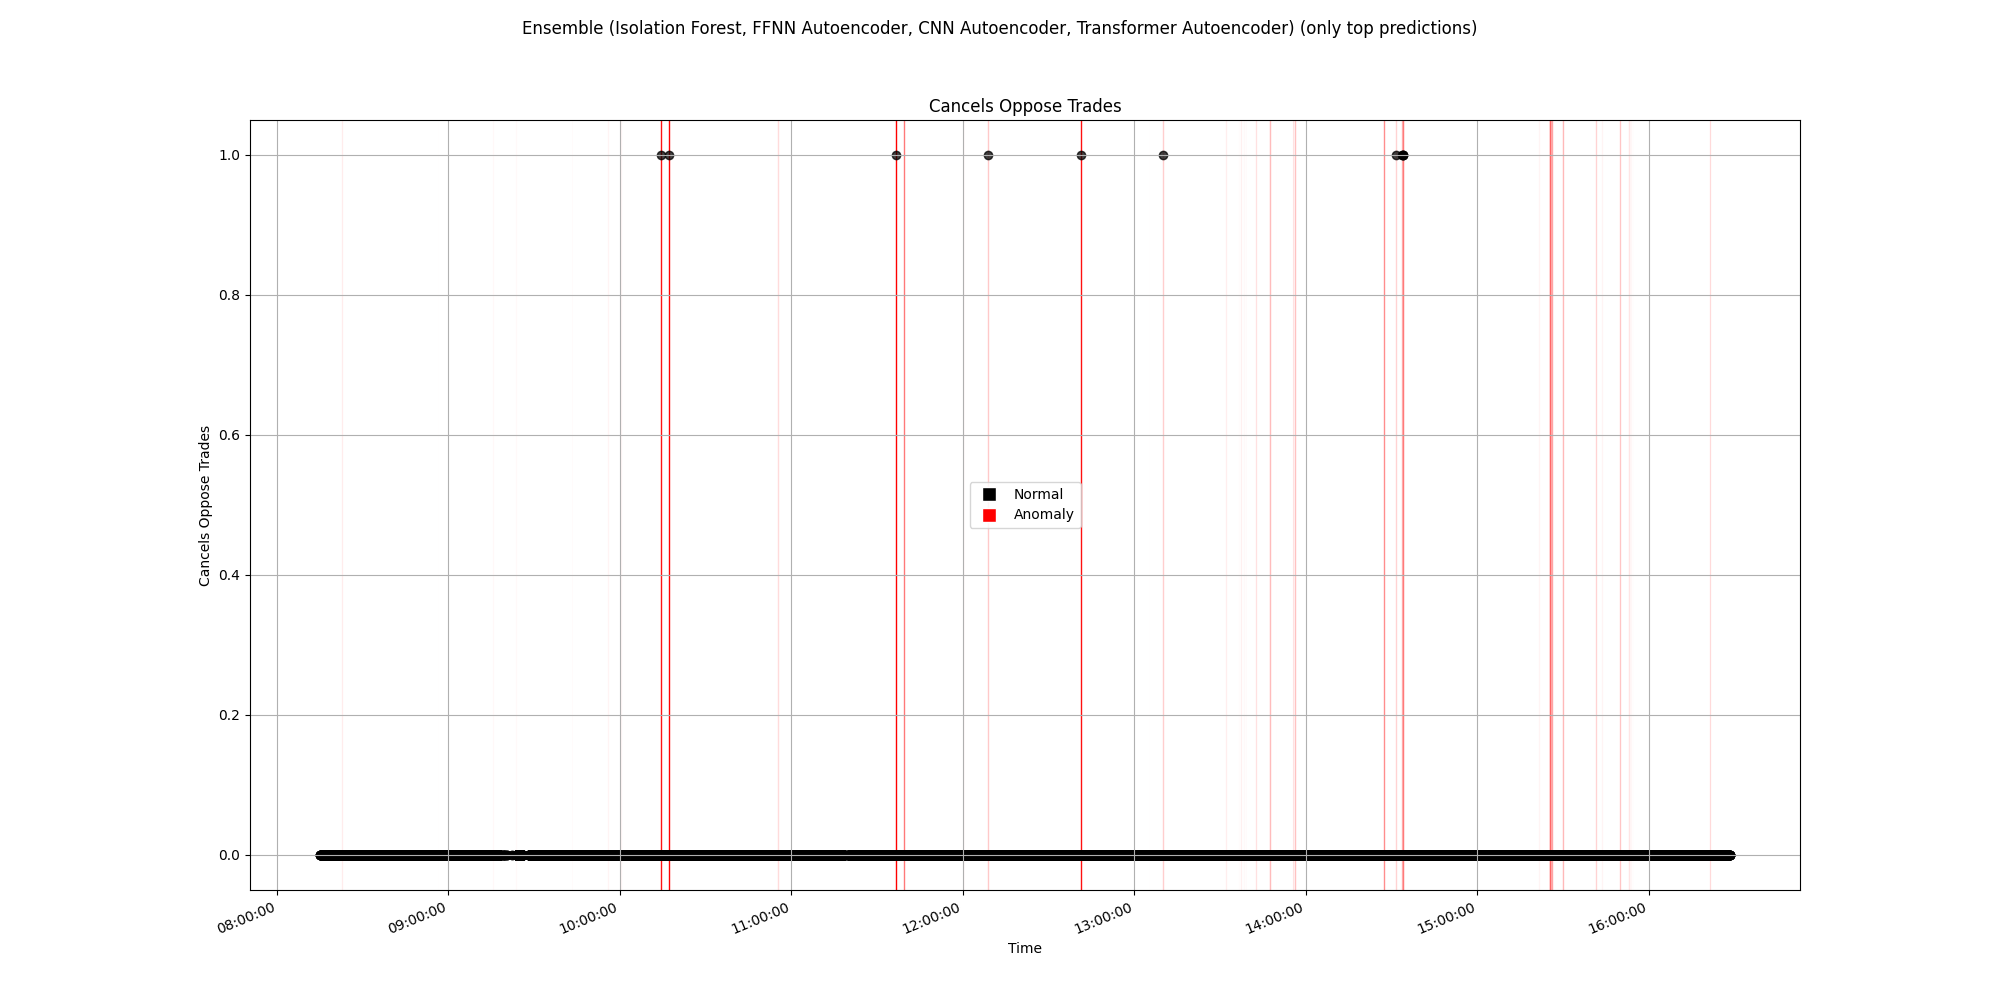 Ensemble (Isolation Forest, FFNN Autoencoder, CNN Autoencoder, Transformer Autoencoder) (only top predictions)
Cancels Oppose Trades
1.0
0.8
0.6
0.4
0.2
0.0
Cancels Oppose Trades
Normal
Anomaly
08:00:00
09:00:00
10:00:00
11:00:00
12:00:00
13:00:00
14:00:00
15:00:00
16:00:00
Time